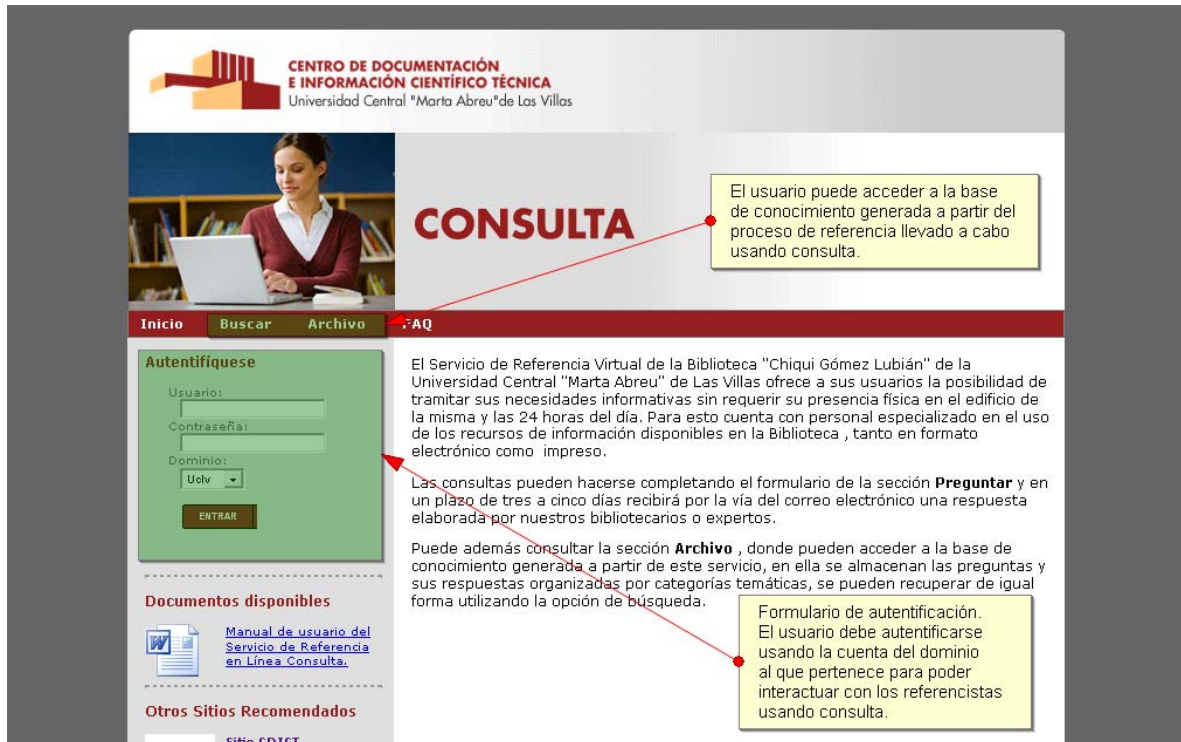 CENTRO DE DOCUMENTACIÓN
E INFORMACIÓN CIENTÍFICO TÉCNICA
Universidad Central "Marta Abreu"de Las Villas
CONSULTA
El usuario puede acceder a la base
de conocimiento generada a partir del
proceso de referencia llevado a cabo
usando consulta.
Inicio Buscar Archivo FAQ
Autentifíquese
Usuario:
Contraseña:
Dominio:
Uclv
ENTRAR
El Servicio de Referencia Virtual de la Biblioteca "Chiqui Gómez Lubián" de la
Universidad Central "Marta Abreu" de Las Villas ofrece a sus usuarios la posibilidad de
tramitar sus necesidades informativas sin requerir su presencia física en el edificio de
la misma y las 24 horas del día. Para esto cuenta con personal especializado en el uso
de los recursos de información disponibles en la Biblioteca , tanto en formato
electrónico como impreso.
Las consultas pueden hacerse completando el formulario de la sección Preguntar y en
un plazo de tres a cinco días recibirá por la vía del correo electrónico una respuesta
elaborada por nuestros bibliotecarios o expertos.
Puede además consultar la sección Archivo , donde pueden acceder a la base de
conocimiento generada a partir de este servicio, en ella se almacenan las preguntas y
sus respuestas organizadas por categorías temáticas, se pueden recuperar de igual
forma utilizando la opción de búsqueda.
Documentos disponibles
Manual de usuario del
Servicio de Referencia
en Línea Consulta.
Otros Sitios Recomendados
Formulario de autentificación.
El usuario debe autentificarse
usando la cuenta del dominio
al que pertenece para poder
interactuar con los referencistas
usando consulta.